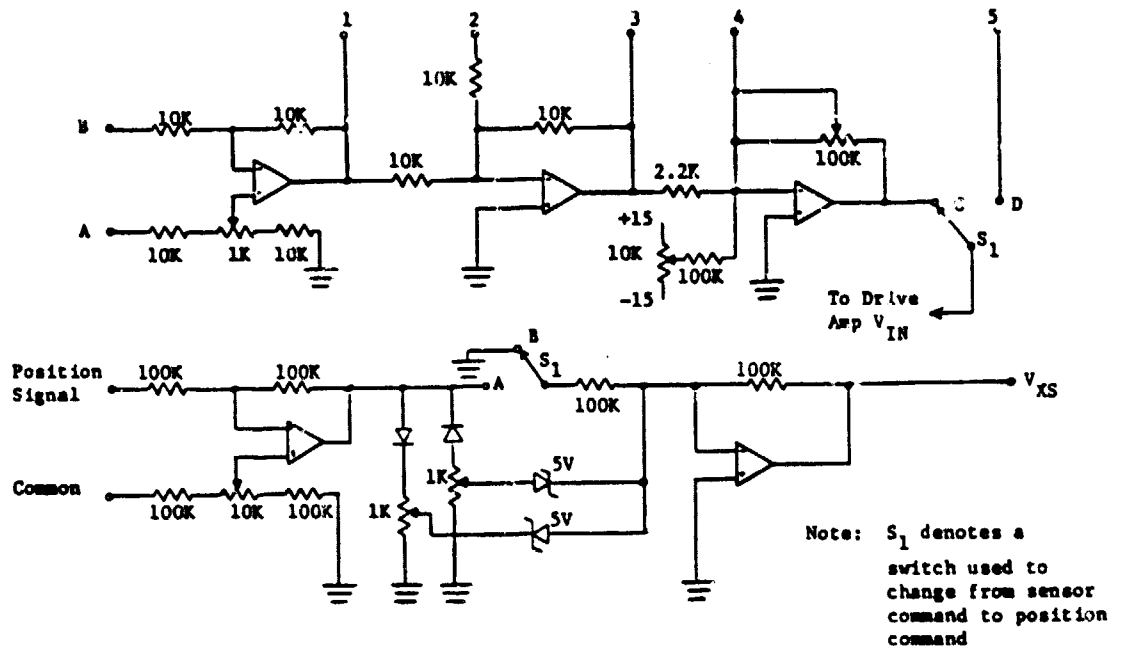 1 2 3 4 5
10K
B 10K 10K 10K
10K 2.2K 100K
+15 C D
A 10K 1K 10K 10K 100K S1
-15
To Drive
Amp VIN
B
Position
Signal
100K 100K S1 100K
A 100K VXS
5V
1K
Common
100K 10K 100K 1K 5V
Note: S1 denotes a
switch used to
change from sensor
command to position
command